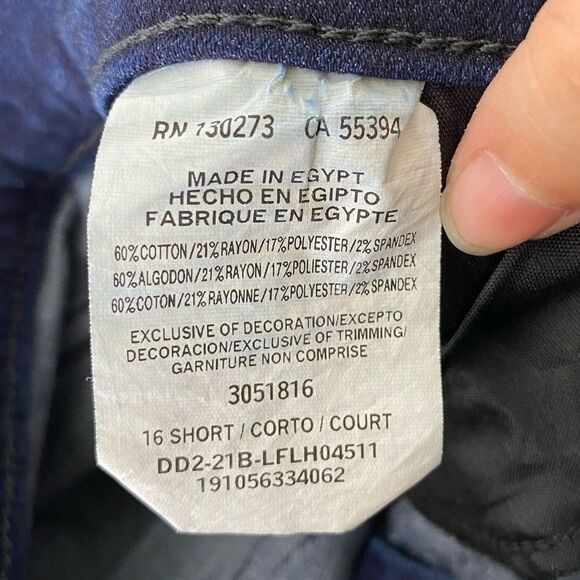 RN 130273 CA 55394
MADE IN EGYPT
HECHO EN EGIPTO
FABRIQUE EN EGYPTE
60%COTTON/21%RAYON/17%POLYESTER/2%SPANDEX
60%ALGODON/21%RAYON/17%POLIESTER/2%SPANDEX
60%COTON/21%RAYONNE/17%POLYESTER/2%SPANDEX
EXCLUSIVE OF DECORATION/EXCEPTO
DECORACION/EXCLUSIVE OF TRIMMING/
GARNITURE NON COMPRISE
3051816
16 SHORT / CORTO / COURT
DD2-21B-LFLH04511
191056334062